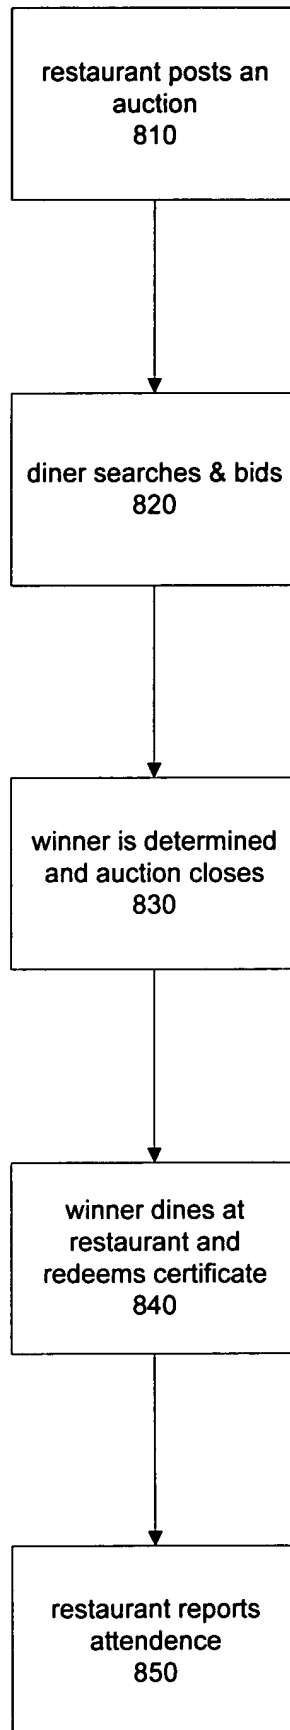 restaurant posts an
auction
810
diner searches & bids
820
winner is determined
and auction closes
830
winner dines at
restaurant and
redeems certificate
840
restaurant reports
attendence
850